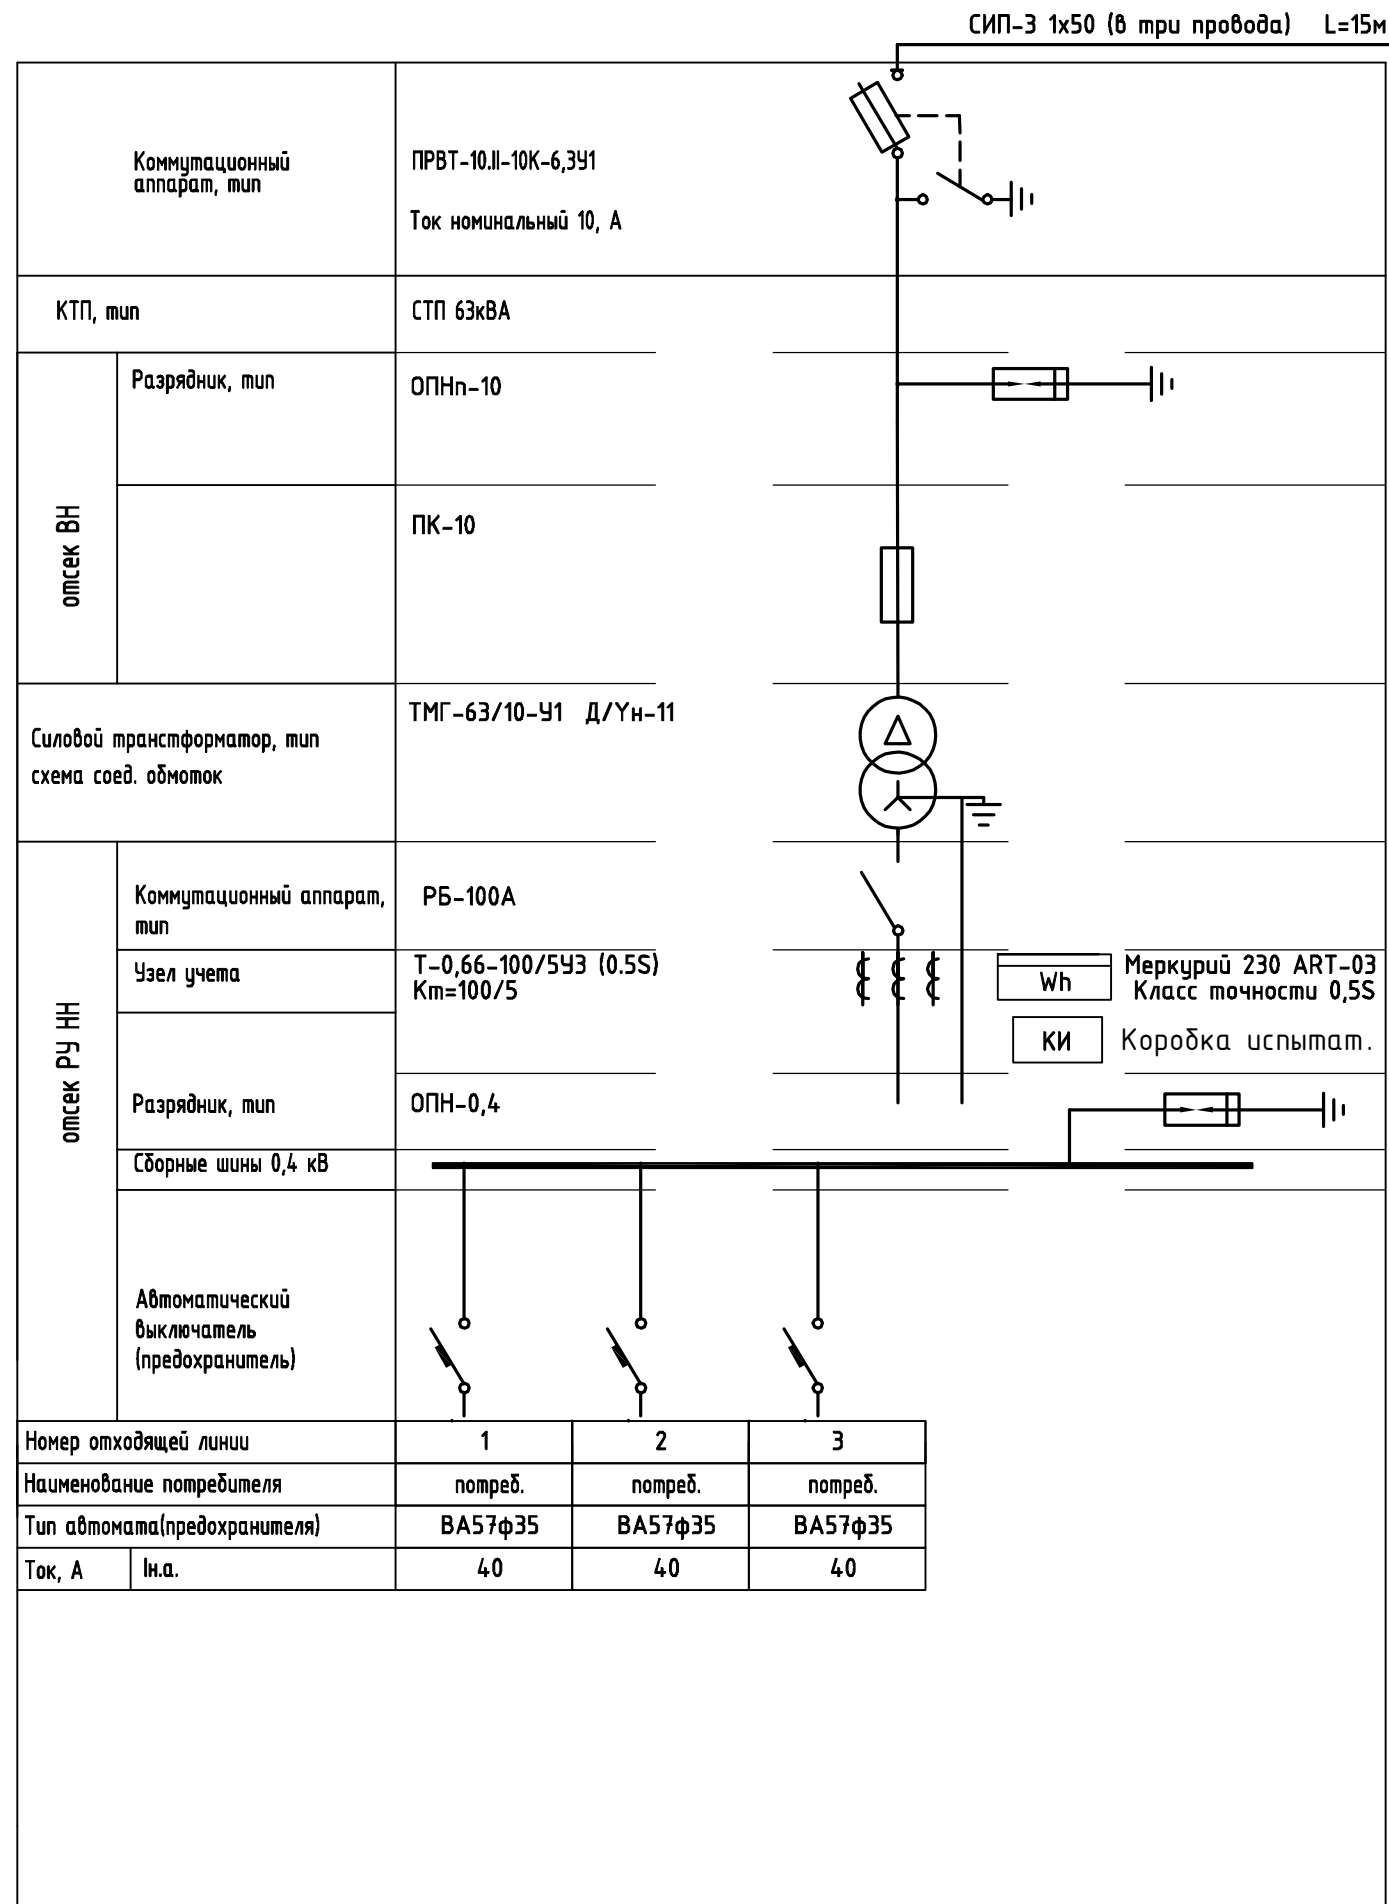 СИП-3 1х50 (в три провода) L=15м
Коммутационный
аппарат, тип
ПРВТ-10.II-10К-6,3У1
Ток номинальный 10, А
КТП, тип
СТП 63кВА
отсек ВН
Разрядник, тип
ОПНп-10
ПК-10
Силовой транстформатор, тип
схема соед. обмоток
ТМГ-63/10-У1 Д/Үн-11
отсек РУ НН
Коммутационный аппарат,
тип
РБ-100А
Узел учета
Т-0,66-100/5У3 (0.5S)
Кт=100/5
Wh
Меркурий 230 ART-03
Класс точности 0,5S
КИ
Коробка испытат.
Разрядник, тип
ОПН-0,4
Сборные шины 0,4 кВ
Автоматический
выключатель
(предохранитель)
Номер отходящей линии 1 2 3
Наименование потребителя потреб. потреб. потреб.
Тип автомата(предохранителя) ВА57ф35 ВА57ф35 ВА57ф35
Ток, А Iн.а. 40 40 40